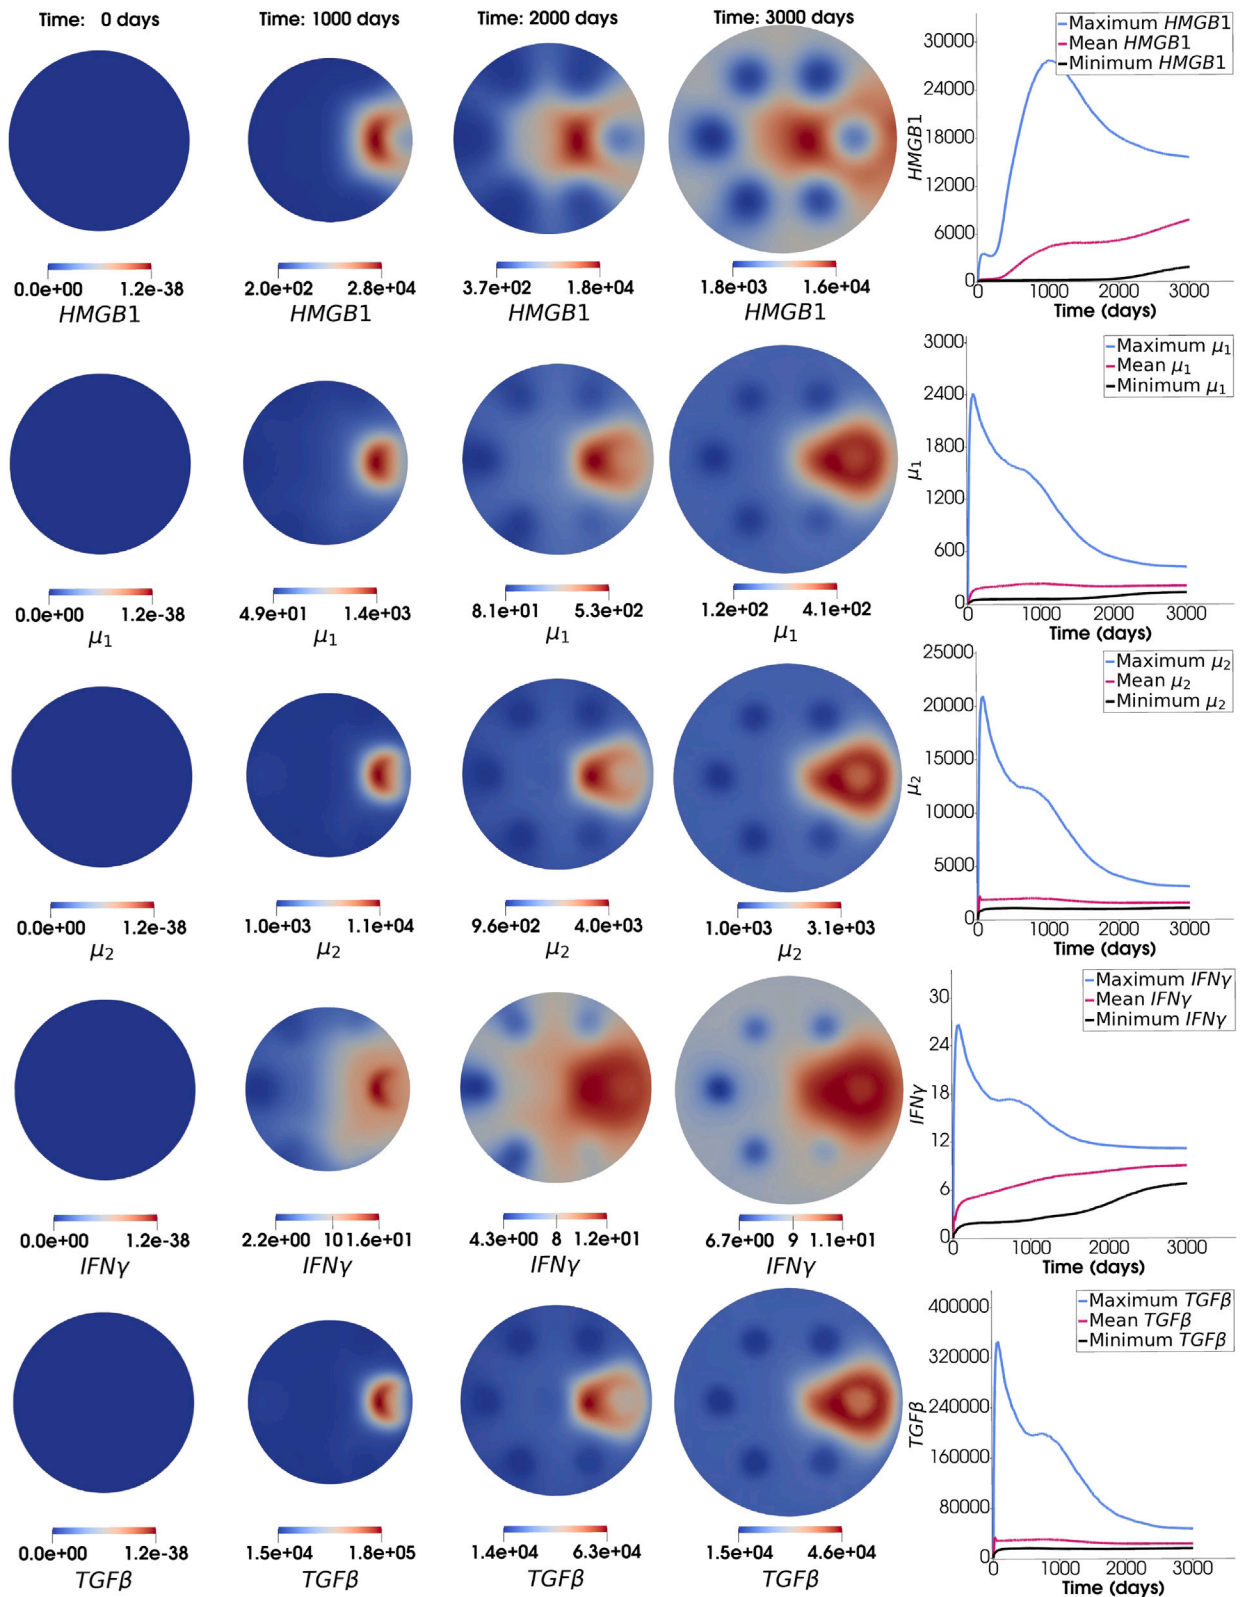 Time: 0 days
Time: 1000 days
Time: 2000 days
Time: 3000 days
0.0e+00 1.2e-38
HMGB1
2.0e+02 2.8e+04
HMGB1
3.7e+02 1.8e+04
HMGB1
1.8e+03 1.6e+04
HMGB1
Maximum HMGB1
Mean HMGB1
Minimum HMGB1
30000
24000
18000
12000
6000
0
HMGB1
0 1000 2000 3000
Time (days)
0.0e+00 1.2e-38
μ1
4.9e+01 1.4e+03
μ1
8.1e+01 5.3e+02
μ1
1.2e+02 4.1e+02
μ1
Maximum μ1
Mean μ1
Minimum μ1
3000
2400
1800
1200
600
0
μ1
0 1000 2000 3000
Time (days)
0.0e+00 1.2e-38
μ2
1.0e+03 1.1e+04
μ2
9.6e+02 4.0e+03
μ2
1.0e+03 3.1e+03
μ2
Maximum μ2
Mean μ2
Minimum μ2
25000
20000
15000
10000
5000
0
μ2
0 1000 2000 3000
Time (days)
0.0e+00 1.2e-38
IFNγ
2.2e+00 10 1.6e+01
IFNγ
4.3e+00 8 1.2e+01
IFNγ
6.7e+00 9 1.1e+01
IFNγ
Maximum IFNγ
Mean IFNγ
Minimum IFNγ
30
24
18
12
6
0
IFNγ
0 1000 2000 3000
Time (days)
0.0e+00 1.2e-38
TGFβ
1.5e+04 1.8e+05
TGFβ
1.4e+04 6.3e+04
TGFβ
1.5e+04 4.6e+04
TGFβ
Maximum TGFβ
Mean TGFβ
Minimum TGFβ
400000
320000
240000
160000
80000
0
TGFβ
0 1000 2000 3000
Time (days)